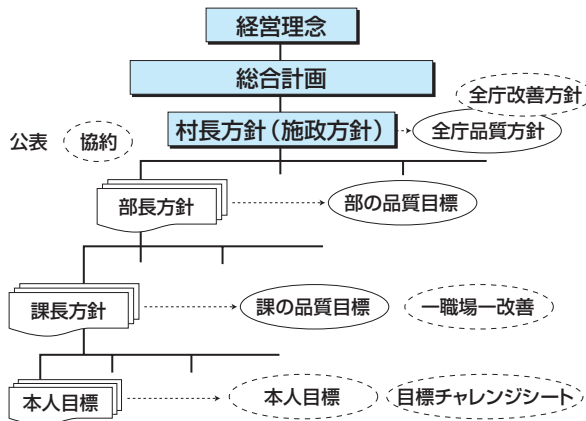 経営理念
総合計画
全庁改善方針
村長方針(施政方針)
全庁品質方針
公表
協約
部長方針
部の品質目標
課長方針
課の品質目標
一職場一改善
本人目標
本人目標
目標チャレンジシート